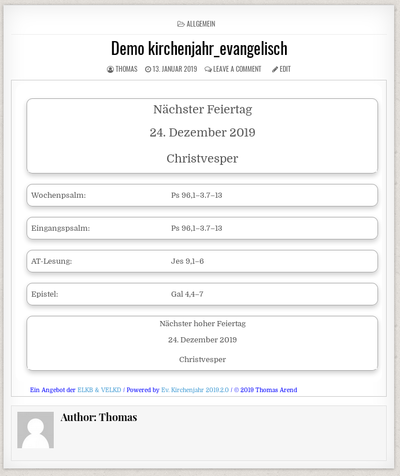 ALLGEMEIN
Demo kirchenjahr_evangelisch
THOMAS 13. JANUAR 2019 LEAVE A COMMENT EDIT
Nächster Feiertag
24. Dezember 2019
Christvesper
Wochenpsalm: Ps 96,1–3.7–13
Eingangspsalm: Ps 96,1–3.7–13
AT-Lesung: Jes 9,1–6
Epistel: Gal 4,4–7
Nächster hoher Feiertag
24. Dezember 2019
Christvesper
Ein Angebot der ELKB & VELKD / Powered by Ev. Kirchenjahr 2019.2.0 / © 2019 Thomas Arend
Author: Thomas